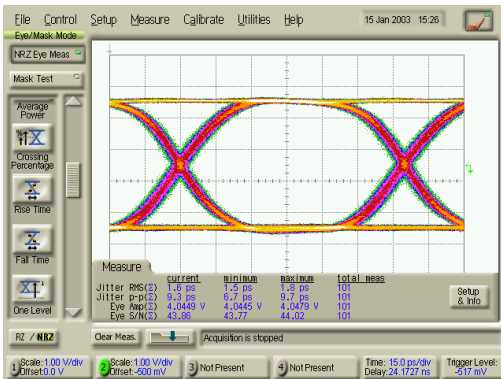 File Control Setup Measure Calibrate Utilities Help 15 Jan 2003 15:26
Eye/Mask Mode
NRZ Eye Meas
Mask Test
Average
Power
Crossing
Percentage
Rise Time
Fall Time
One Level
Measure
current minimum maximum total meas
Jitter RMS(Σ) 1.6 ps 1.5 ps 1.8 ps 101
Jitter p-p(Σ) 9.3 ps 6.7 ps 9.7 ps 101
Eye Amp(Σ) 4.0449 V 4.0445 V 4.0479 V 101
Eye S/N(Σ) 43.86 43.77 44.02 101
Setup
& Info
RZ / NRZ
Clear Meas.
Acquisition is stopped
1 Scale:1.00 V/div
Offset:0.0 V
2 Scale:1.00 V/div
Offset:-500 mV
3 Not Present
4 Not Present
Time: 15.0 ps/div
Delay:24.1727 ns
Trigger Level:
-517 mV